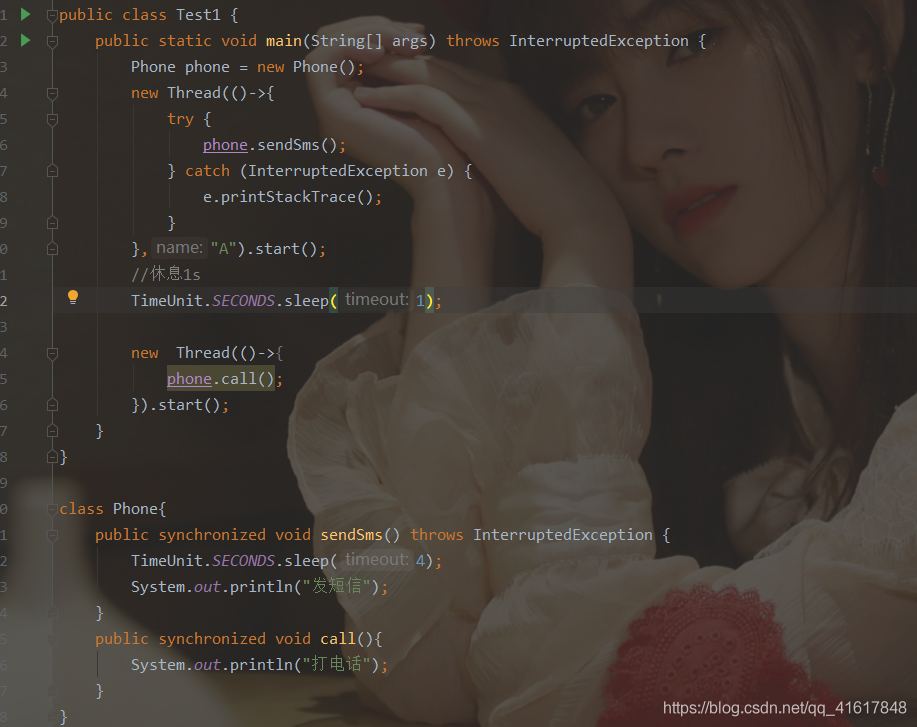 1 public class Test1 {
2 public static void main(String[] args) throws InterruptedException {
3 Phone phone = new Phone();
4 new Thread(()->{
5 try {
6 phone.sendSms();
7 } catch (InterruptedException e) {
8 e.printStackTrace();
9 }
0 }, name: "A").start();
1 //休息1s
2 TimeUnit.SECONDS.sleep( timeout: 1);
3
4 new  Thread(()->{
5 phone.call();
6 }).start();
7 }
8 }
9
0 class Phone{
1 public synchronized void sendSms() throws InterruptedException {
2 TimeUnit.SECONDS.sleep( timeout: 4);
3 System.out.println("发短信");
4 }
5 public synchronized void call(){
6 System.out.println("打电话");
7 }
8 }
https://blog.csdn.net/qq_41617848